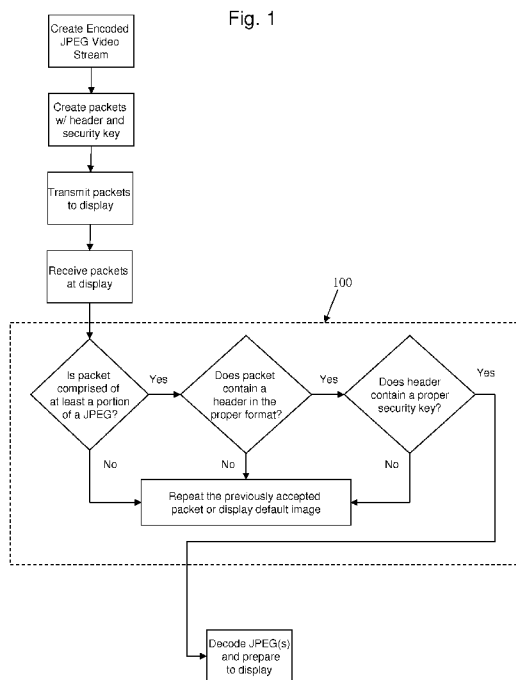 Fig. 1
Create Encoded
JPEG Video
Stream
Create packets
w/ header and
security key
Transmit packets
to display
Receive packets
at display
100
Is packet
comprised of
at least a portion
of a JPEG?
Yes
Does packet
contain a
header in the
proper format?
Yes
Does header
contain a proper
security key?
Yes
No
No
No
Repeat the previously accepted
packet or display default image
Decode JPEG(s)
and prepare
to display